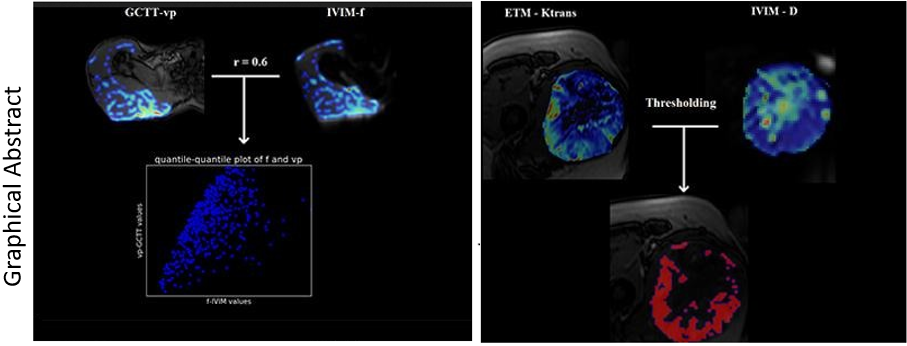 Graphical Abstract
GCTT-vp
IVIM-f
r = 0.6
quantile-quantile plot of f and vp
vp-GCTT values
f-IVIM values
ETM - Ktrans
IVIM - D
Thresholding